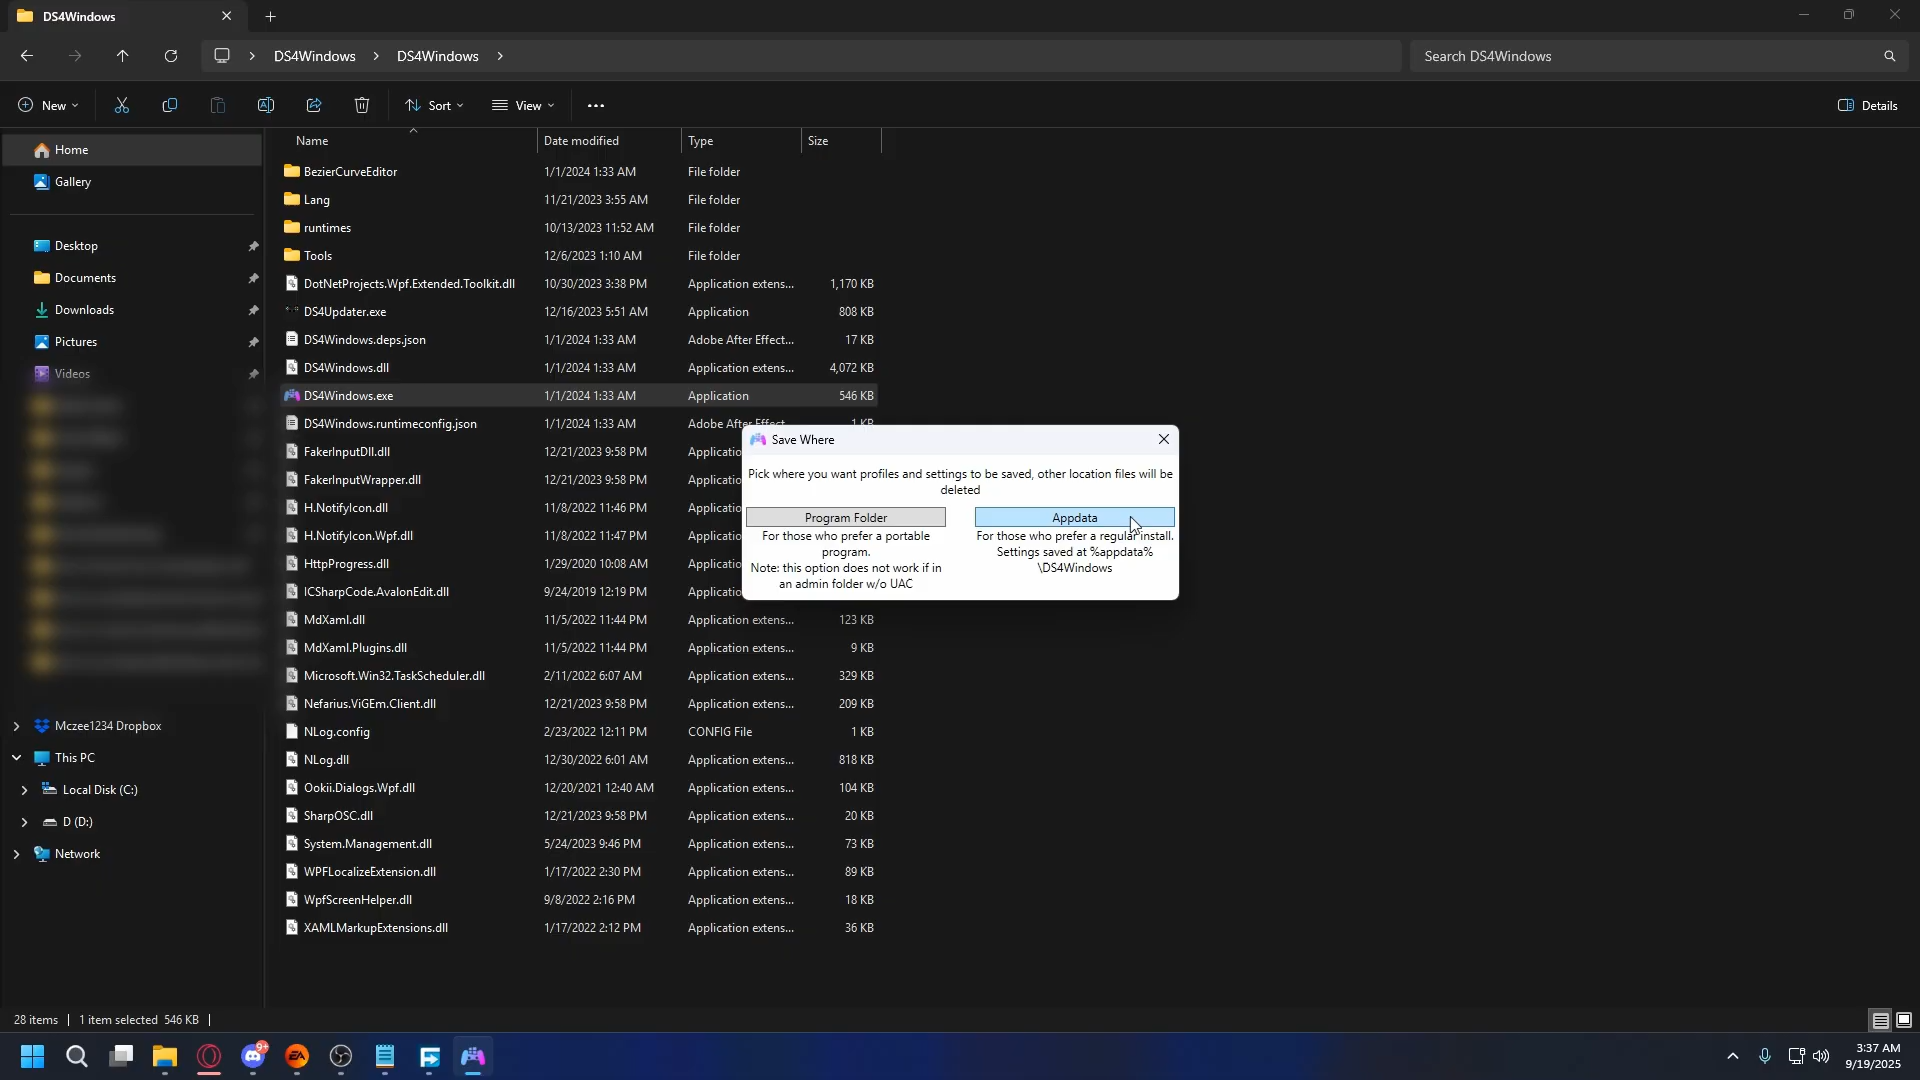 DS4Windows
DS4Windows
DS4Windows
Search DS4Windows
New
Sort
View
Details
Home
Gallery
Desktop
Documents
Downloads
Pictures
Videos
Mczee1234 Dropbox
This PC
Local Disk (C:)
D (D:)
Network
Name Date modified Type Size
BezierCurveEditor 1/1/2024 1:33 AM File folder
Lang 11/21/2023 3:55 AM File folder
runtimes 10/13/2023 11:52 AM File folder
Tools 12/6/2023 1:10 AM File folder
DotNetProjects.Wpf.Extended.Toolkit.dll 10/30/2023 3:38 PM Application extens... 1,170 KB
DS4Updater.exe 12/16/2023 5:51 AM Application 808 KB
DS4Windows.deps.json 1/1/2024 1:33 AM Adobe After Effect... 17 KB
DS4Windows.dll 1/1/2024 1:33 AM Application extens... 4,072 KB
DS4Windows.exe 1/1/2024 1:33 AM Application 546 KB
DS4Windows.runtimeconfig.json 1/1/2024 1:33 AM Adobe After Effect... 1 KB
FakerInputDll.dll 12/21/2023 9:58 PM Applicatio
FakerInputWrapper.dll 12/21/2023 9:58 PM Applicatio
H.NotifyIcon.dll 11/8/2022 11:46 PM Applicatio
H.NotifyIcon.Wpf.dll 11/8/2022 11:47 PM Applicatio
HttpProgress.dll 1/29/2020 10:08 AM Applicatio
ICSharpCode.AvalonEdit.dll 9/24/2019 12:19 PM Applicatio
MdXaml.dll 11/5/2022 11:44 PM Application extens... 123 KB
MdXaml.Plugins.dll 11/5/2022 11:44 PM Application extens... 9 KB
Microsoft.Win32.TaskScheduler.dll 2/11/2022 6:07 AM Application extens... 329 KB
Nefarius.ViGEm.Client.dll 12/21/2023 9:58 PM Application extens... 209 KB
NLog.config 2/23/2022 12:11 PM CONFIG File 1 KB
NLog.dll 12/30/2022 6:01 AM Application extens... 818 KB
Ookii.Dialogs.Wpf.dll 12/20/2021 12:40 AM Application extens... 104 KB
SharpOSC.dll 12/21/2023 9:58 PM Application extens... 20 KB
System.Management.dll 5/24/2023 9:46 PM Application extens... 73 KB
WPFLocalizeExtension.dll 1/17/2022 2:30 PM Application extens... 89 KB
WpfScreenHelper.dll 9/8/2022 2:16 PM Application extens... 18 KB
XAMLMarkupExtensions.dll 1/17/2022 2:12 PM Application extens... 36 KB
Save Where
Pick where you want profiles and settings to be saved, other location files will be
deleted
Program Folder
For those who prefer a portable
program.
Note: this option does not work if in
an admin folder w/o UAC
Appdata
For those who prefer a regular install.
Settings saved at %appdata%
\DS4Windows
28 items 1 item selected 546 KB
9+
EA
3:37 AM
9/19/2025